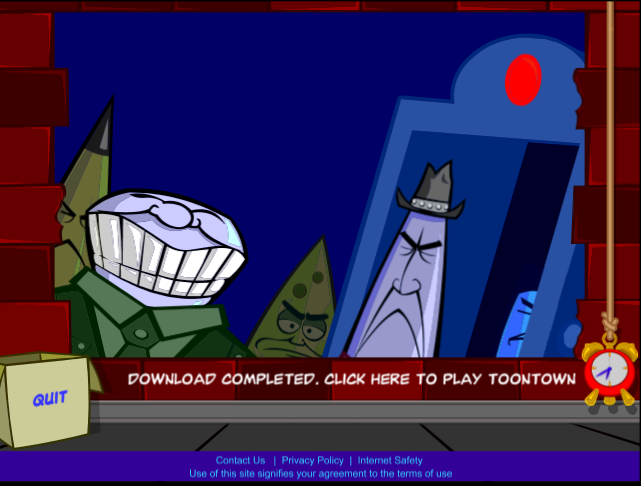 DOWNLOAD COMPLETED. CLICK HERE TO PLAY TOONTOWN
QUIT
Contact Us | Privacy Policy | Internet Safety
Use of this site signifies your agreement to the terms of use